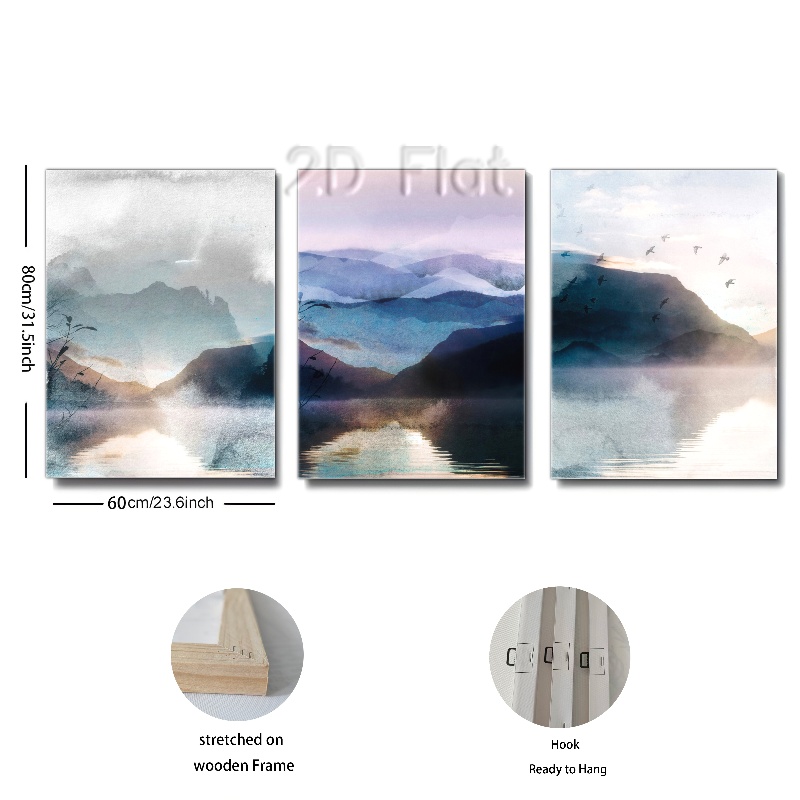 2D Flat
80cm/31.5inch
60cm/23.6inch
stretched on
wooden Frame
Hook
Ready to Hang